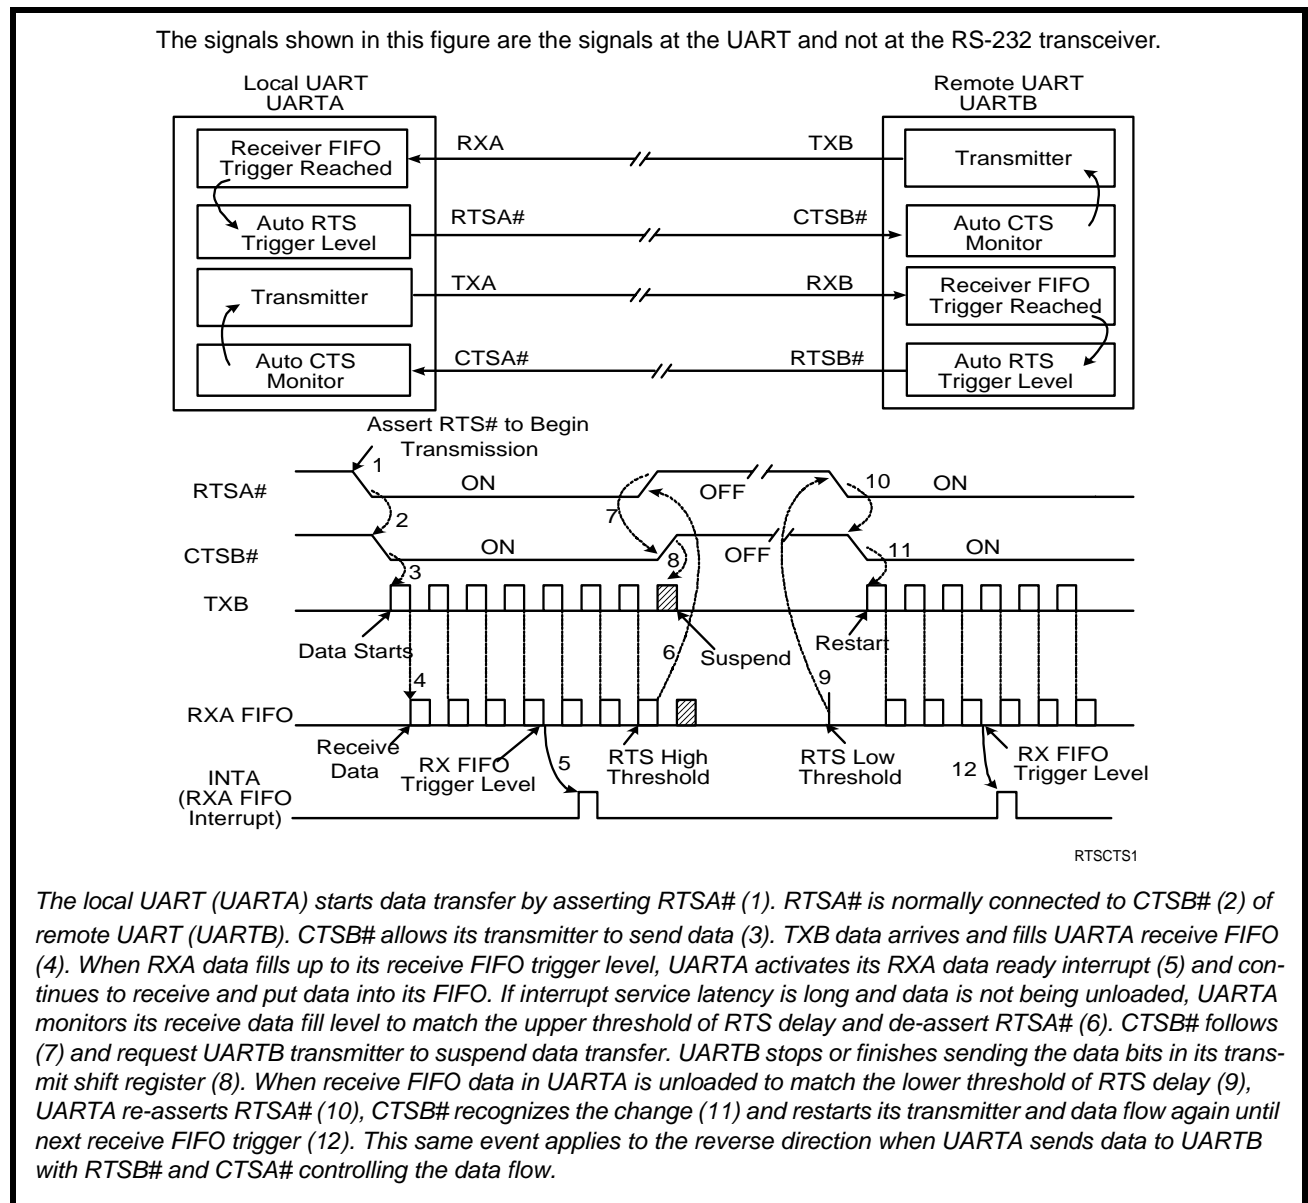 The signals shown in this figure are the signals at the UART and not at the RS-232 transceiver.
Local UART
UARTA
Remote UART
UARTB
Receiver FIFO
Trigger Reached
RXA
TXB
Transmitter
Auto RTS
Trigger Level
RTSA#
CTSB#
Auto CTS
Monitor
Transmitter
TXA
RXB
Receiver FIFO
Trigger Reached
Auto CTS
Monitor
CTSA#
RTSB#
Auto RTS
Trigger Level
Assert RTS# to Begin
Transmission
RTSA#
1
ON
OFF
10
ON
2
7
CTSB#
ON
8
OFF
11
ON
3
TXB
Data Starts
6
Suspend
Restart
4
9
RXA FIFO
Receive
Data
RX FIFO
Trigger Level
5
RTS High
Threshold
RTS Low
Threshold
12
RX FIFO
Trigger Level
INTA
(RXA FIFO
Interrupt)
RTSCTS1
The local UART (UARTA) starts data transfer by asserting RTSA# (1). RTSA# is normally connected to CTSB# (2) of
remote UART (UARTB). CTSB# allows its transmitter to send data (3). TXB data arrives and fills UARTA receive FIFO
(4). When RXA data fills up to its receive FIFO trigger level, UARTA activates its RXA data ready interrupt (5) and con-
tinues to receive and put data into its FIFO. If interrupt service latency is long and data is not being unloaded, UARTA
monitors its receive data fill level to match the upper threshold of RTS delay and de-assert RTSA# (6). CTSB# follows
(7) and request UARTB transmitter to suspend data transfer. UARTB stops or finishes sending the data bits in its trans-
mit shift register (8). When receive FIFO data in UARTA is unloaded to match the lower threshold of RTS delay (9),
UARTA re-asserts RTSA# (10), CTSB# recognizes the change (11) and restarts its transmitter and data flow again until
next receive FIFO trigger (12). This same event applies to the reverse direction when UARTA sends data to UARTB
with RTSB# and CTSA# controlling the data flow.